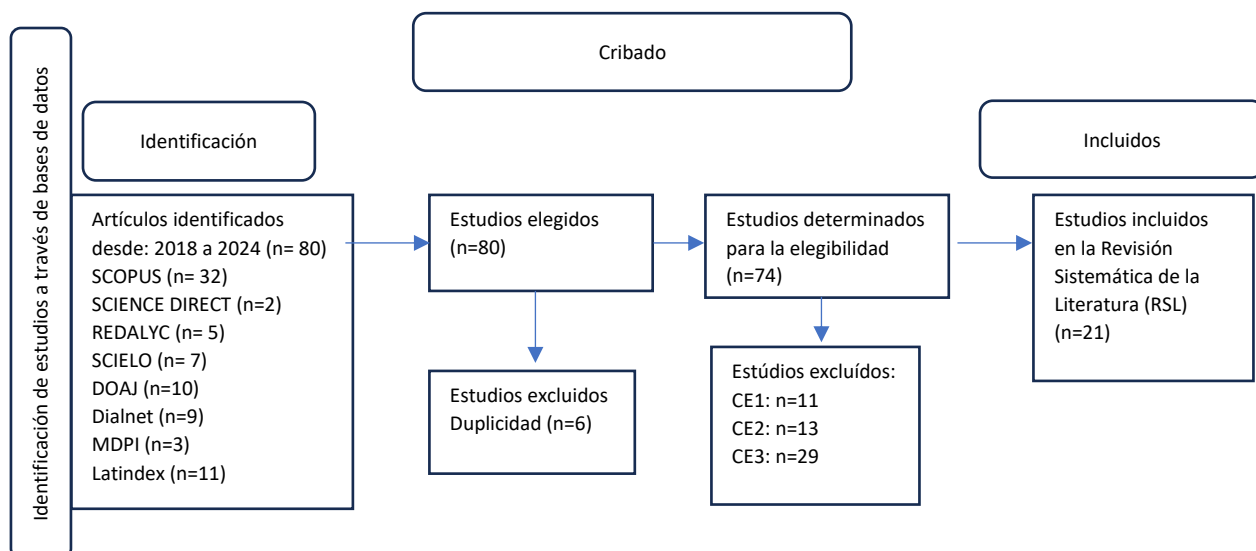 Identificación de estudios a través de bases de datos
Cribado
Identificación
Incluidos
Artículos identificados
desde: 2018 a 2024 (n= 80)
SCOPUS (n= 32)
SCIENCE DIRECT (n=2)
REDALYC (n= 5)
SCIELO (n= 7)
DOAJ (n=10)
Dialnet (n=9)
MDPI (n=3)
Latindex (n=11)
Estudios elegidos
(n=80)
Estudios excluidos
Duplicidad (n=6)
Estudios determinados
para la elegibilidad
(n=74)
Estúdios excluídos:
CE1: n=11
CE2: n=13
CE3: n=29
Estudios incluidos
en la Revisión
Sistemática de la
Literatura (RSL)
(n=21)